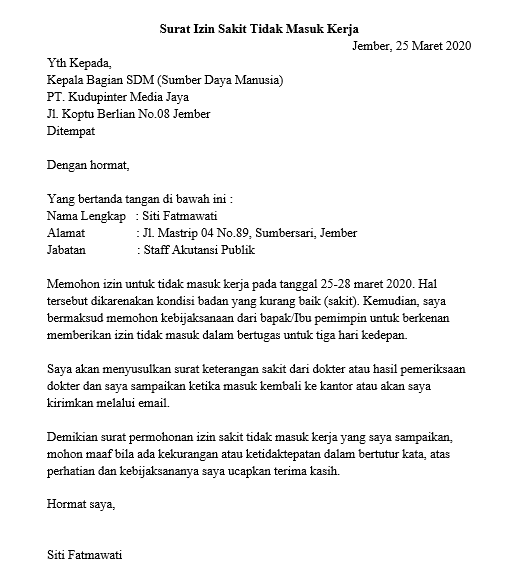 Surat Izin Sakit Tidak Masuk Kerja
Jember, 25 Maret 2020
Yth Kepada,
Kepala Bagian SDM (Sumber Daya Manusia)
PT. Kudupinter Media Jaya
Jl. Koptu Berlian No.08 Jember
Ditempat
Dengan hormat,
Yang bertanda tangan di bawah ini :
Nama Lengkap : Siti Fatmawati
Alamat : Jl. Mastrip 04 No.89, Sumbersari, Jember
Jabatan : Staff Akutansi Publik
Memohon izin untuk tidak masuk kerja pada tanggal 25-28 maret 2020. Hal
tersebut dikarenakan kondisi badan yang kurang baik (sakit). Kemudian, saya
bermaksud memohon kebijaksanaan dari bapak/Ibu pemimpin untuk berkenan
memberikan izin tidak masuk dalam bertugas untuk tiga hari kedepan.
Saya akan menyusulkan surat keterangan sakit dari dokter atau hasil pemeriksaan
dokter dan saya sampaikan ketika masuk kembali ke kantor atau akan saya
kirimkan melalui email.
Demikian surat permohonan izin sakit tidak masuk kerja yang saya sampaikan,
mohon maaf bila ada kekurangan atau ketidaktepatan dalam bertutur kata, atas
perhatian dan kebijaksananya saya ucapkan terima kasih.
Hormat saya,
Siti Fatmawati